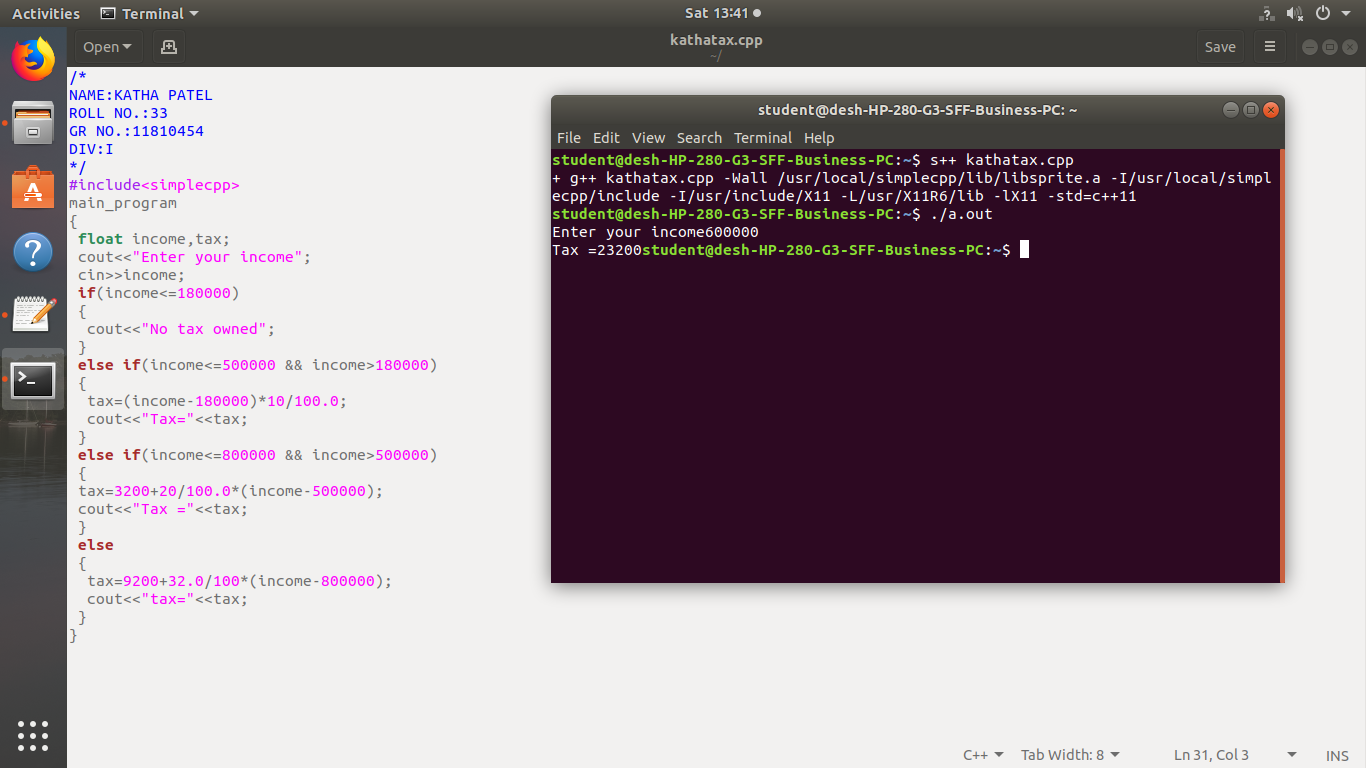 Activities Terminal Sat 13:41
Open kathatax.cpp Save
~/
/*
NAME:KATHA PATEL
ROLL NO.:33
GR NO.:11810454
DIV:I
*/
#include<simplecpp>
main_program
{
float income,tax;
cout<<"Enter your income";
cin>>income;
if(income<=180000)
{
cout<<"No tax owned";
}
else if(income<=500000 && income>180000)
{
tax=(income-180000)*10/100.0;
cout<<"Tax="<<tax;
}
else if(income<=800000 && income>500000)
{
tax=3200+20/100.0*(income-500000);
cout<<"Tax ="<<tax;
}
else
{
tax=9200+32.0/100*(income-800000);
cout<<"tax="<<tax;
}
}
student@desh-HP-280-G3-SFF-Business-PC: ~
File Edit View Search Terminal Help
student@desh-HP-280-G3-SFF-Business-PC:~$ s++ kathatax.cpp
+ g++ kathatax.cpp -Wall /usr/local/simplecpp/lib/libsprite.a -I/usr/local/simpl
ecpp/include -I/usr/include/X11 -L/usr/X11R6/lib -lX11 -std=c++11
student@desh-HP-280-G3-SFF-Business-PC:~$ ./a.out
Enter your income600000
Tax =23200student@desh-HP-280-G3-SFF-Business-PC:~$
C++ Tab Width: 8 Ln 31, Col 3 INS